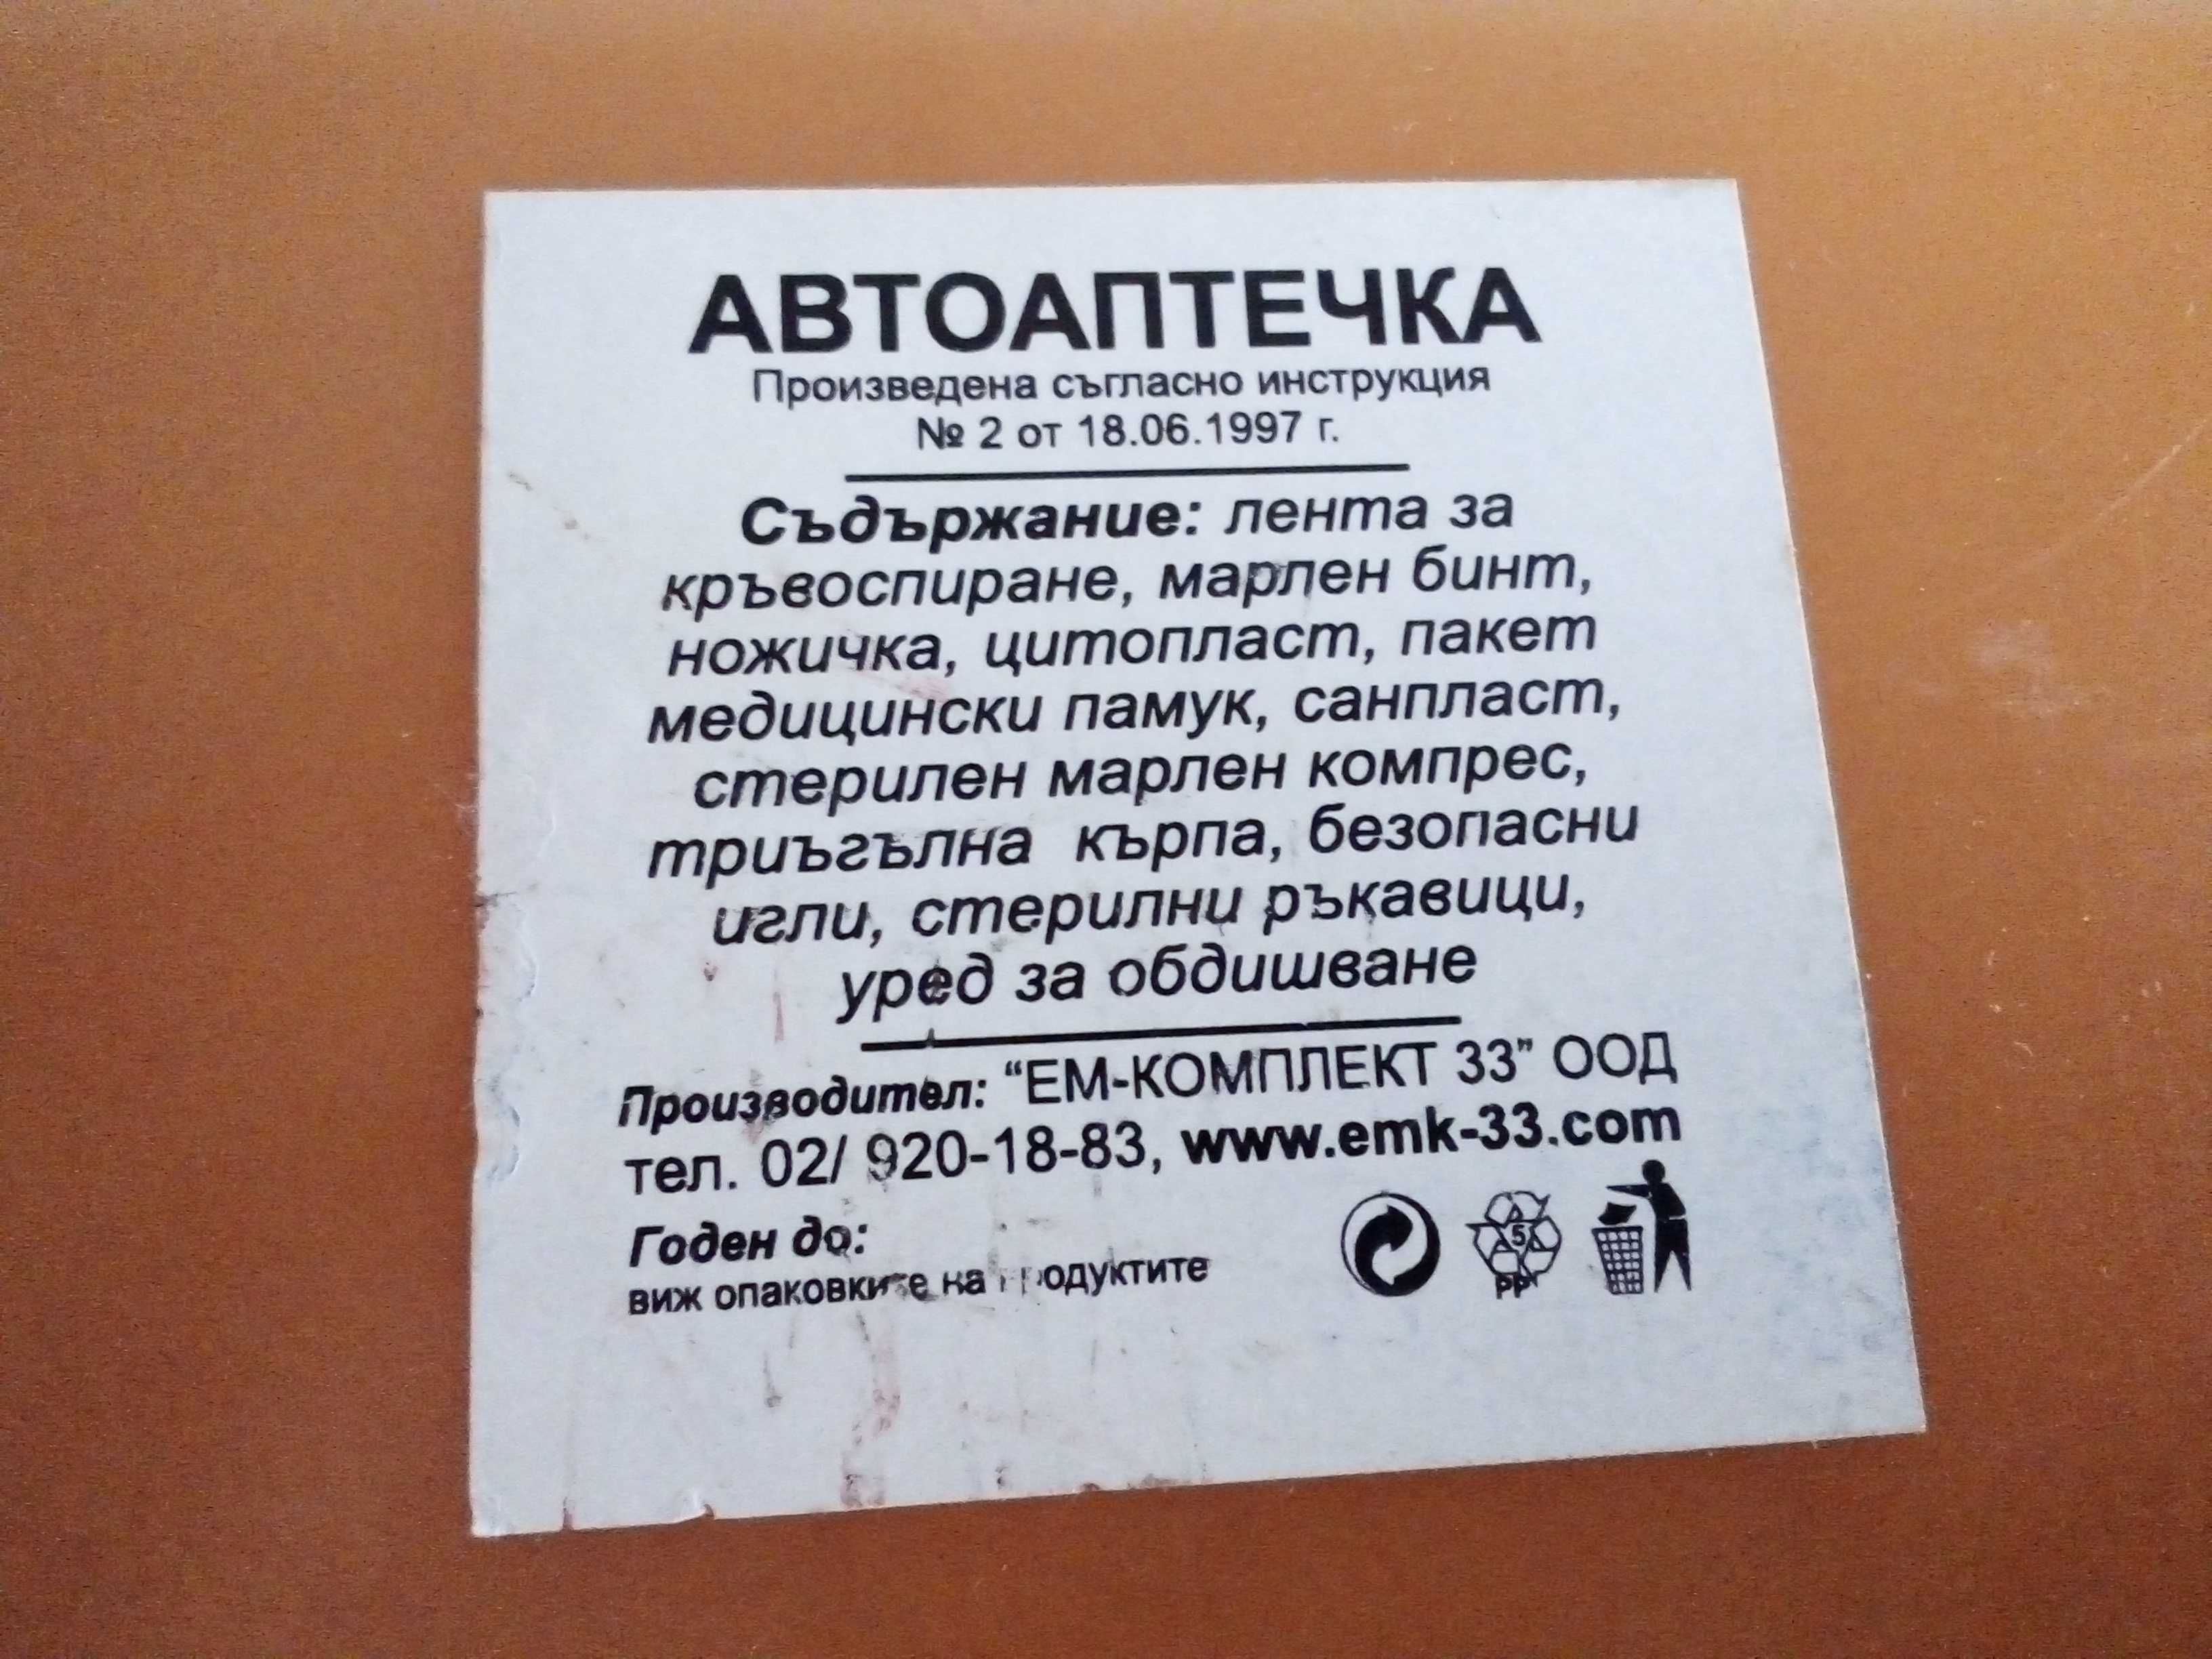 АВТОАПТЕЧКА
Произведена съгласно инструкция
№ 2 от 18.06.1997 г.
Съдържание: лента за
кръвоспиране, марлен бинт,
ножичка, цитопласт, пакет
медицински памук, санпласт,
стерилен марлен компрес,
триъгълна кърпа, безопасни
игли, стерилни ръкавици,
уред за обдишване
Производител: “ЕМ-КОМПЛЕКТ 33” ООД
тел. 02/ 920-18-83, www.emk-33.com
Годен до:
виж опаковките на продуктите
5
PP